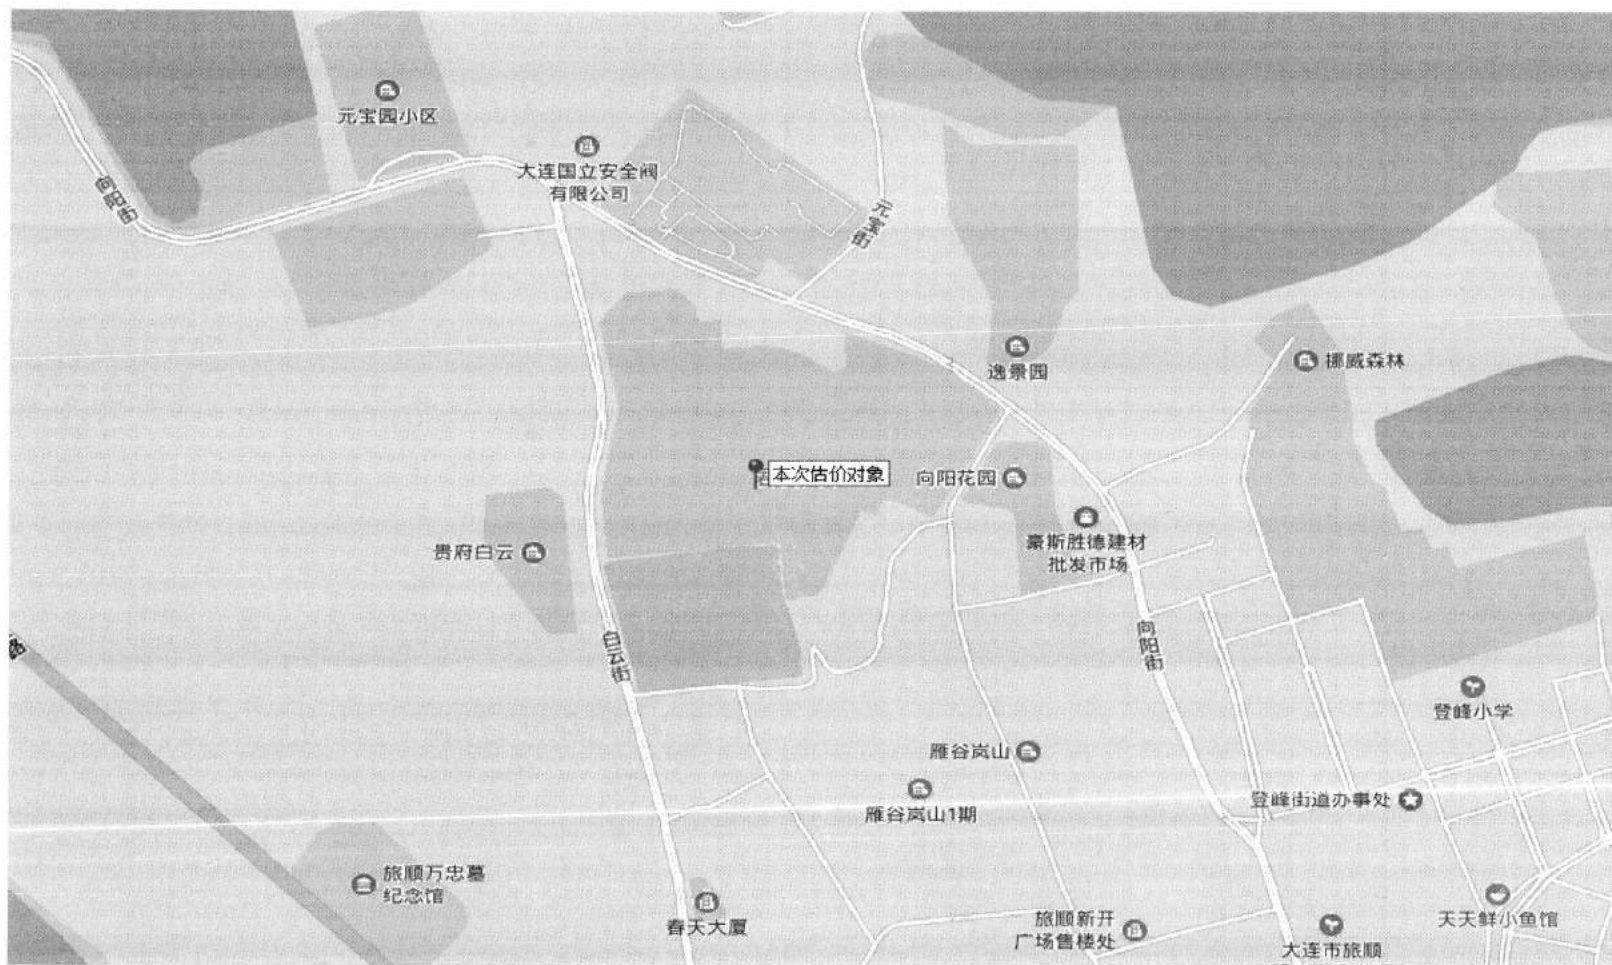 元宝园小区
大连国立安全阀
有限公司
向阳街
元宝街
逸景园
挪威森林
本次估价对象
向阳花园
豪斯胜德建材
批发市场
贵府白云
白云街
向阳街
登峰小学
雁谷岚山
雁谷岚山1期
登峰街道办事处
旅顺万忠墓
纪念馆
春天大厦
旅顺新开
广场售楼处
天天鲜小鱼馆
大连市旅顺